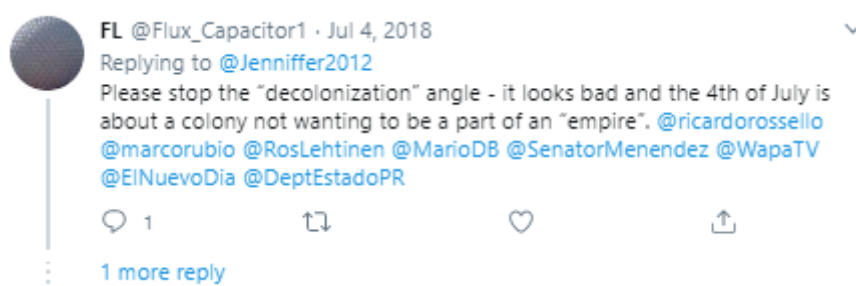 FL @Flux_Capacitor1 · Jul 4, 2018
Replying to @Jenniffer2012
Please stop the “decolonization” angle - it looks bad and the 4th of July is
about a colony not wanting to be a part of an “empire”. @ricardorossello
@marcorubio @RosLehtinen @MarioDB @SenatorMenendez @WapaTV
@ElNuevoDia @DeptEstadoPR
1
1 more reply